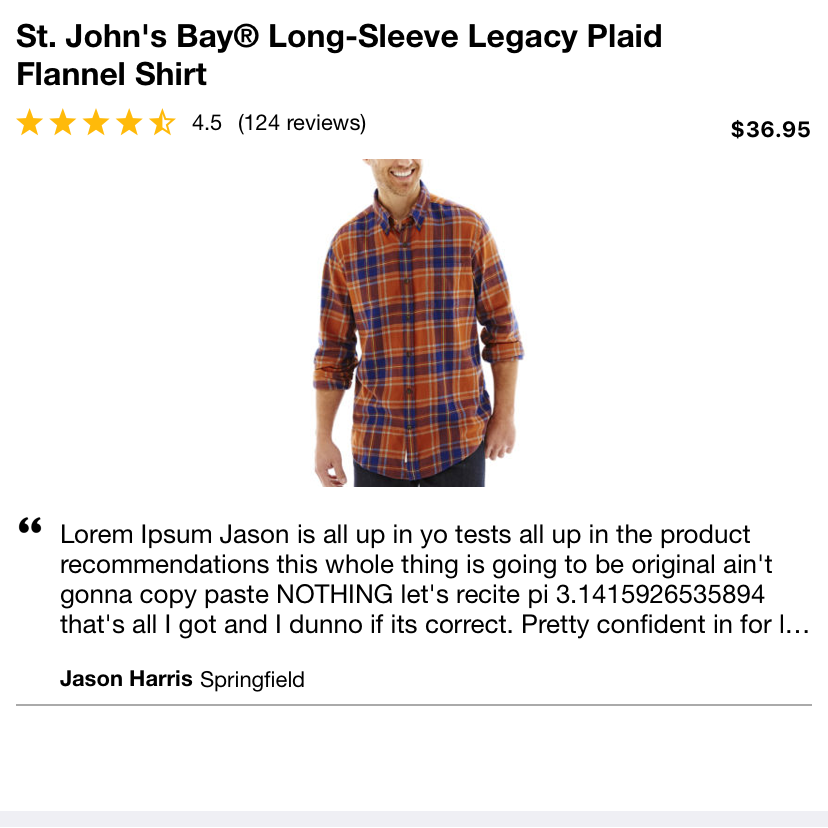 St. John's Bay® Long-Sleeve Legacy Plaid
Flannel Shirt
4.5 (124 reviews)
$36.95
“ Lorem Ipsum Jason is all up in yo tests all up in the product
recommendations this whole thing is going to be original ain't
gonna copy paste NOTHING let's recite pi 3.1415926535894
that's all I got and I dunno if its correct. Pretty confident in for l...
Jason Harris Springfield